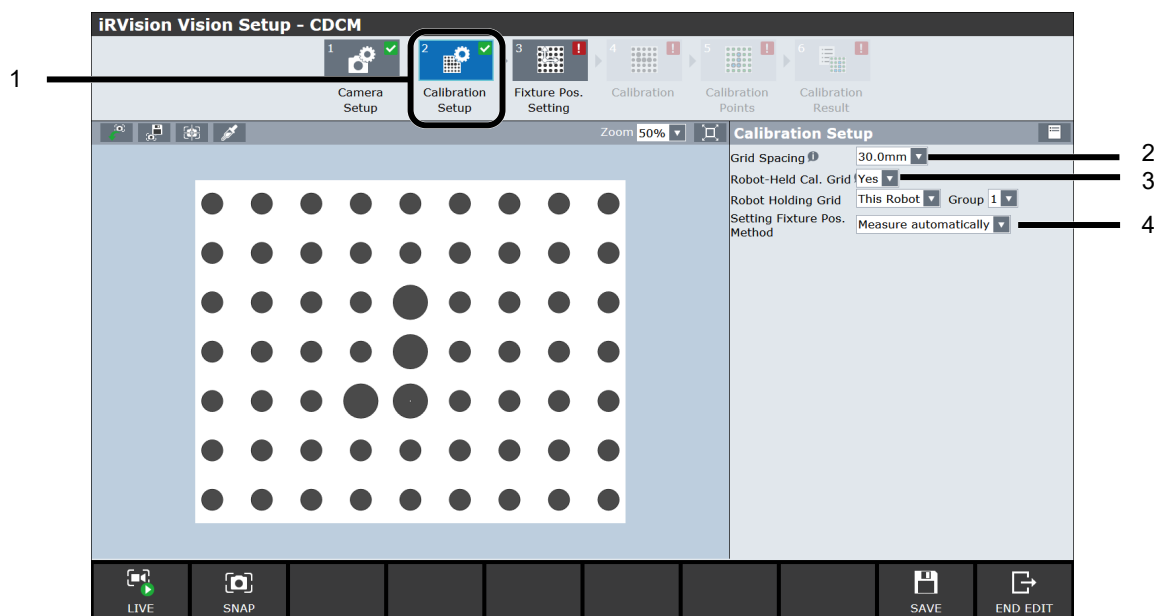 iRVision Vision Setup - CDCM
1 2 3 ! 4 ! 5 ! 6 !
Camera Setup
Calibration Setup
Fixture Pos. Setting
Calibration
Calibration Points
Calibration Result
1
Zoom 50%
Calibration Setup
Grid Spacing 30.0mm
2
Robot-Held Cal. Grid Yes
3
Robot Holding Grid This Robot Group 1
Setting Fixture Pos.
Method
Measure automatically
4
LIVE SNAP SAVE END EDIT